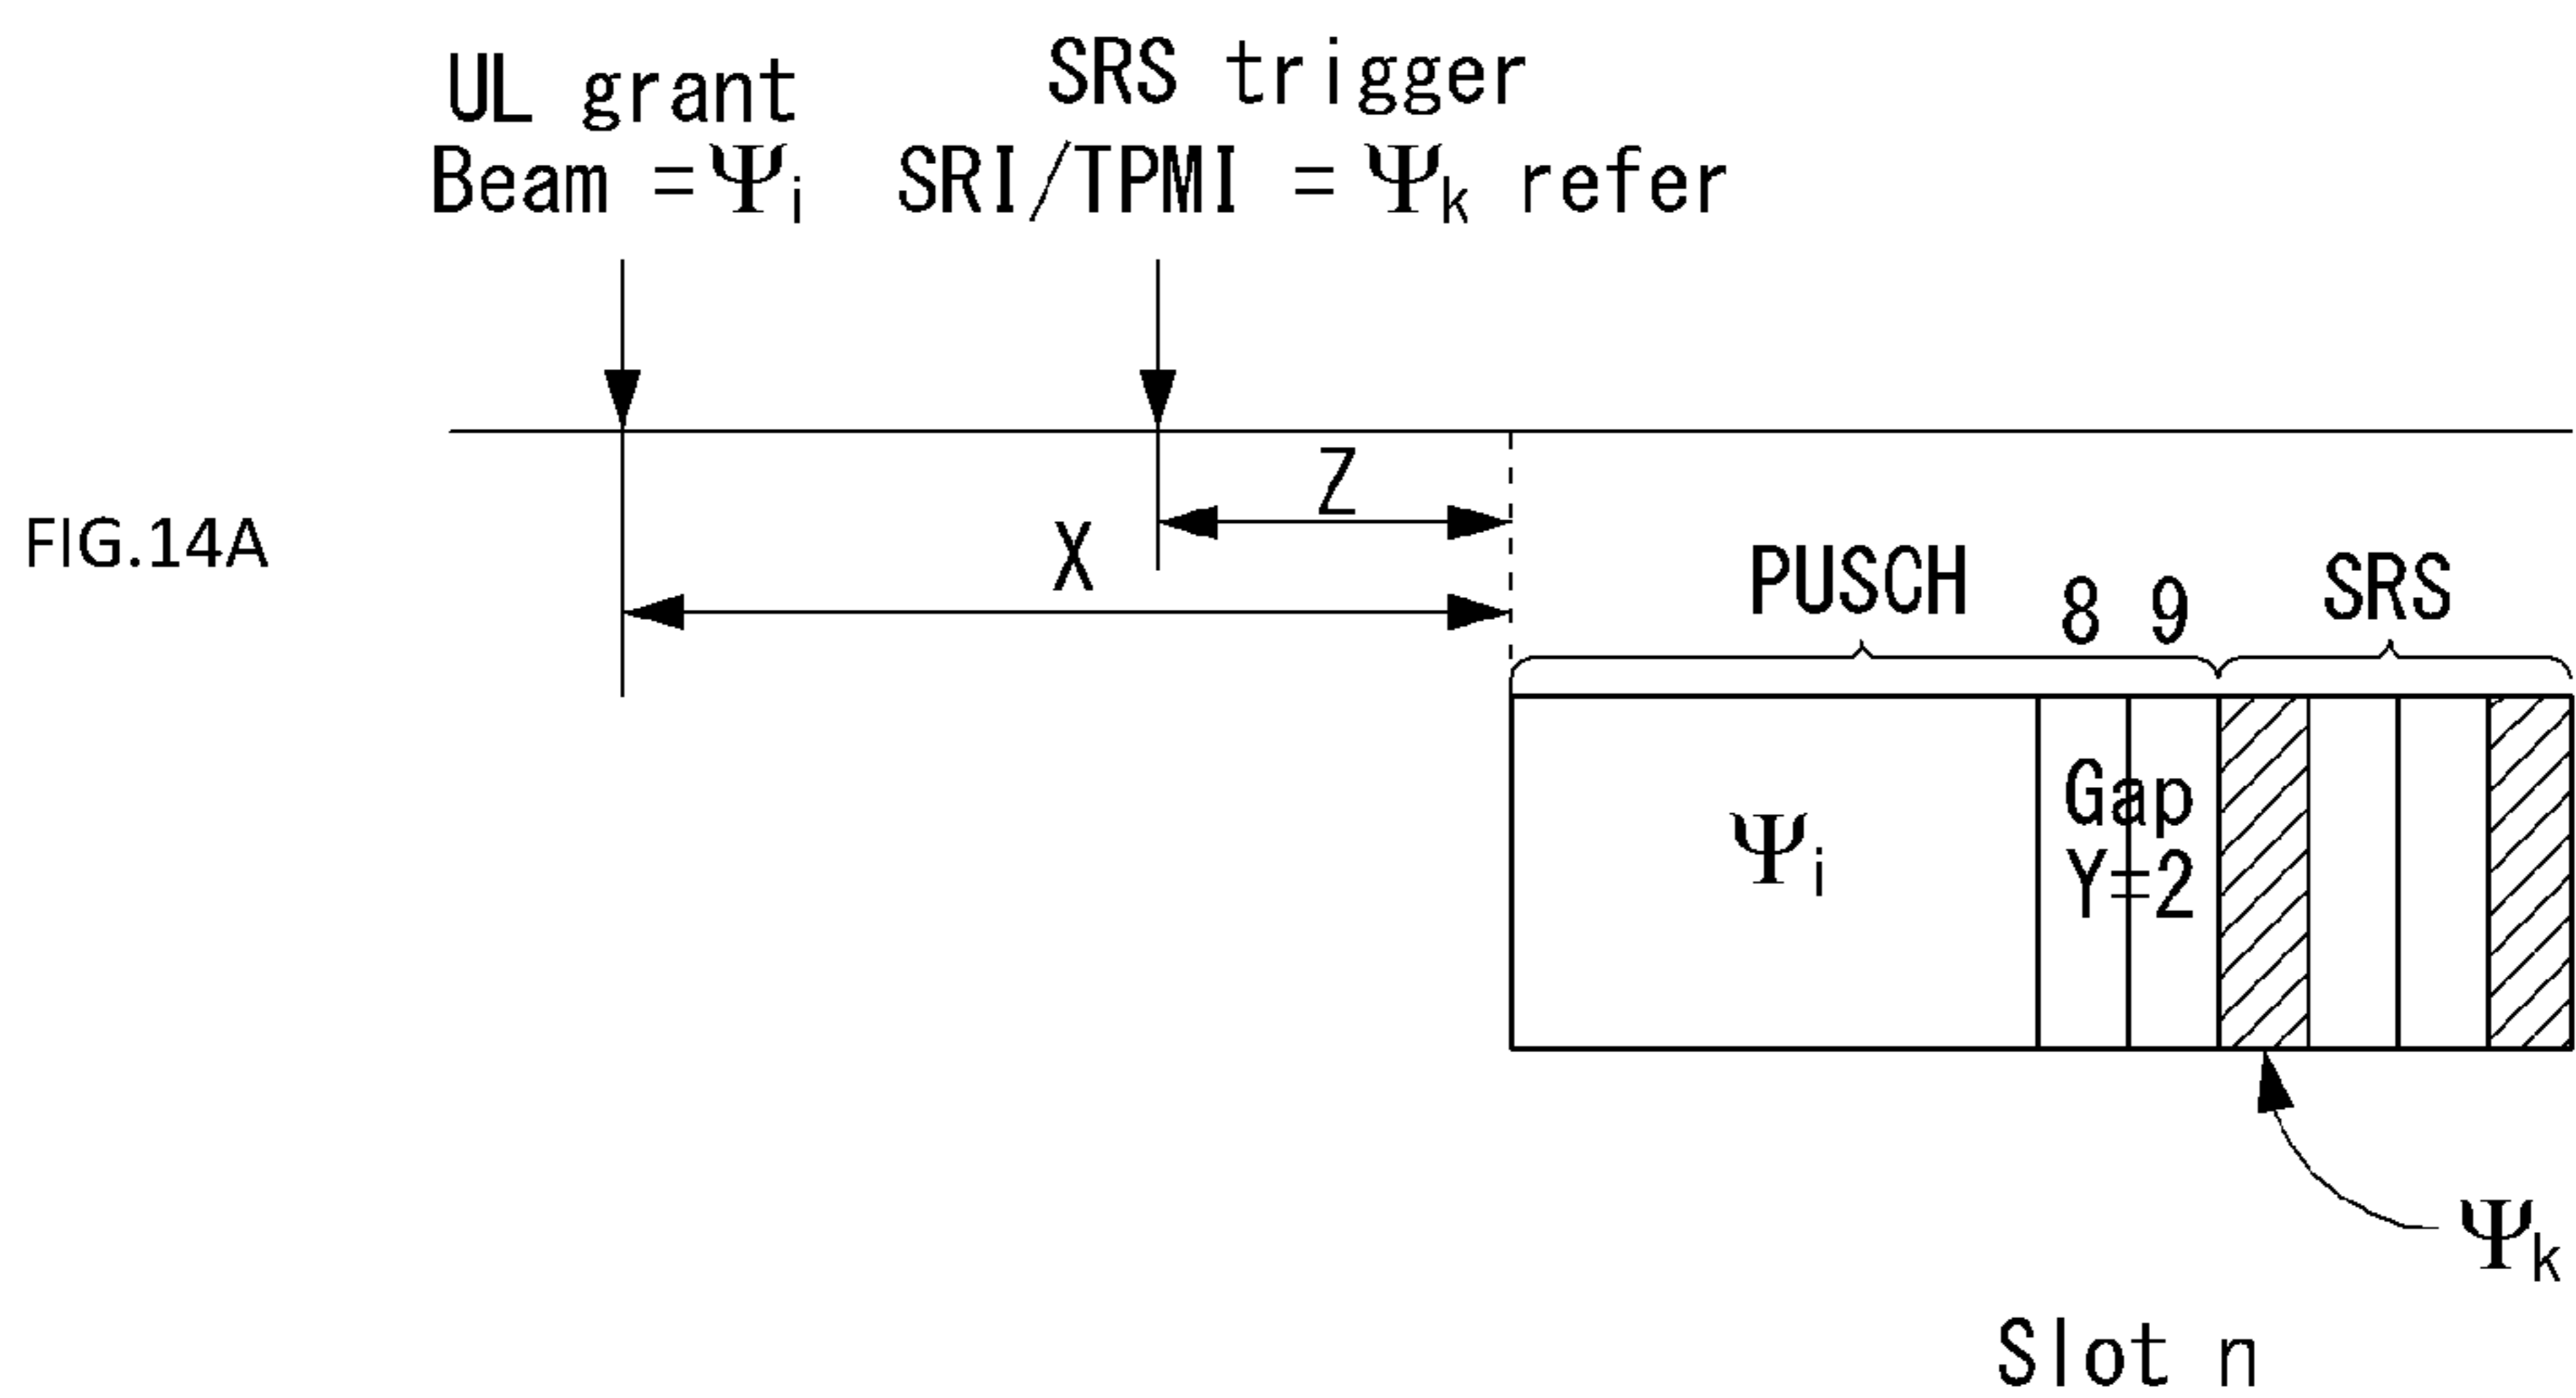 UL grant
Beam = Ψi
SRS trigger
SRI/TPMI = Ψk refer
FIG.14A
Z
X
PUSCH
8 9
SRS
Ψi
Gap
Y=2
Ψk
Slot n